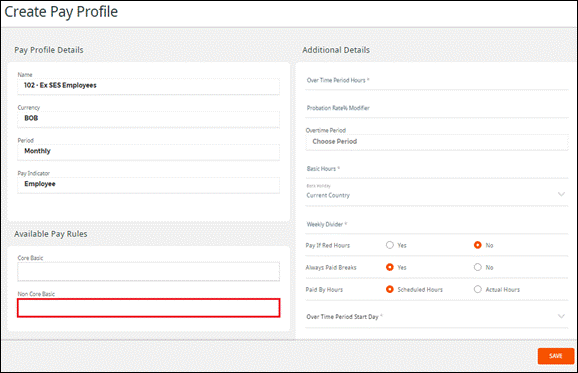 Create Pay Profile
Pay Profile Details
Name
102 - Ex SES Employees
Currency
BOB
Period
Monthly
Pay Indicator
Employee
Available Pay Rules
Core Basic
Non Core Basic
Additional Details
Over Time Period Hours *
Probation Rate% Modifier
Overtime Period
Choose Period
Basic Hours *
Bank Holiday
Current Country
Weekly Divider *
Pay If Red Hours Yes No
Always Paid Breaks Yes No
Paid By Hours Scheduled Hours Actual Hours
Over Time Period Start Day *
SAVE